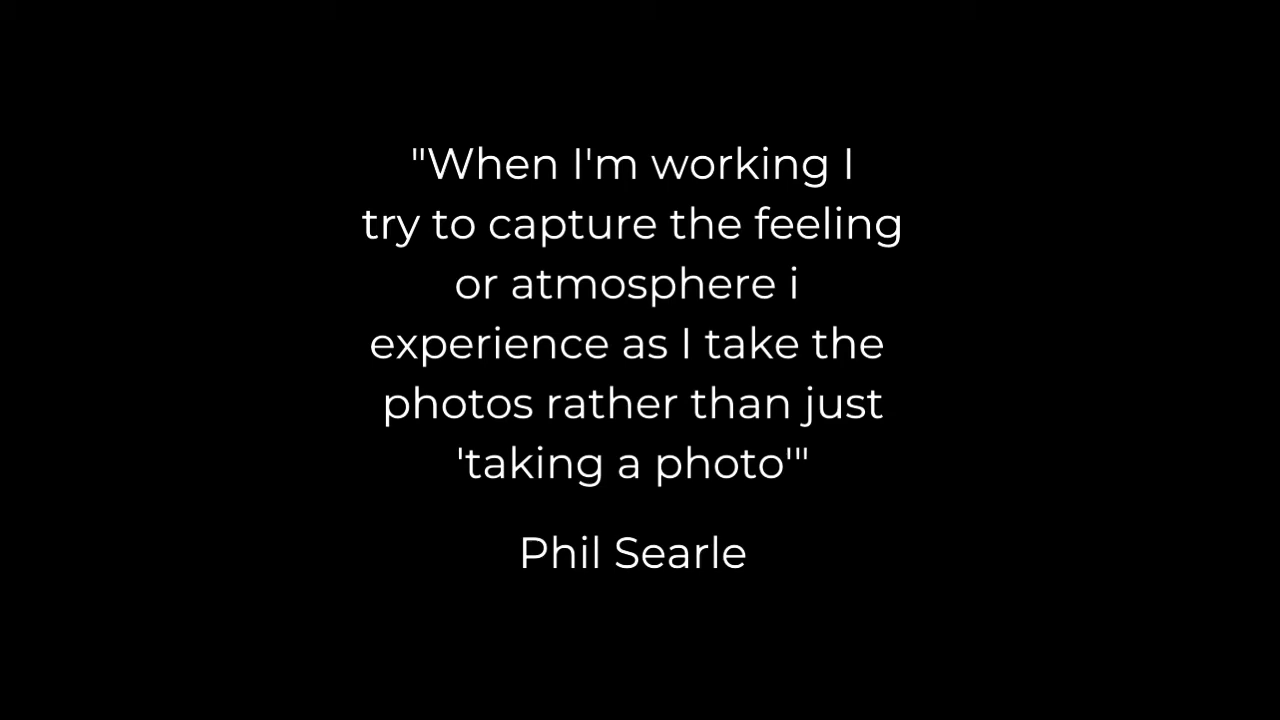 "When I'm working I
try to capture the feeling
or atmosphere i
experience as I take the
photos rather than just
'taking a photo'"
Phil Searle